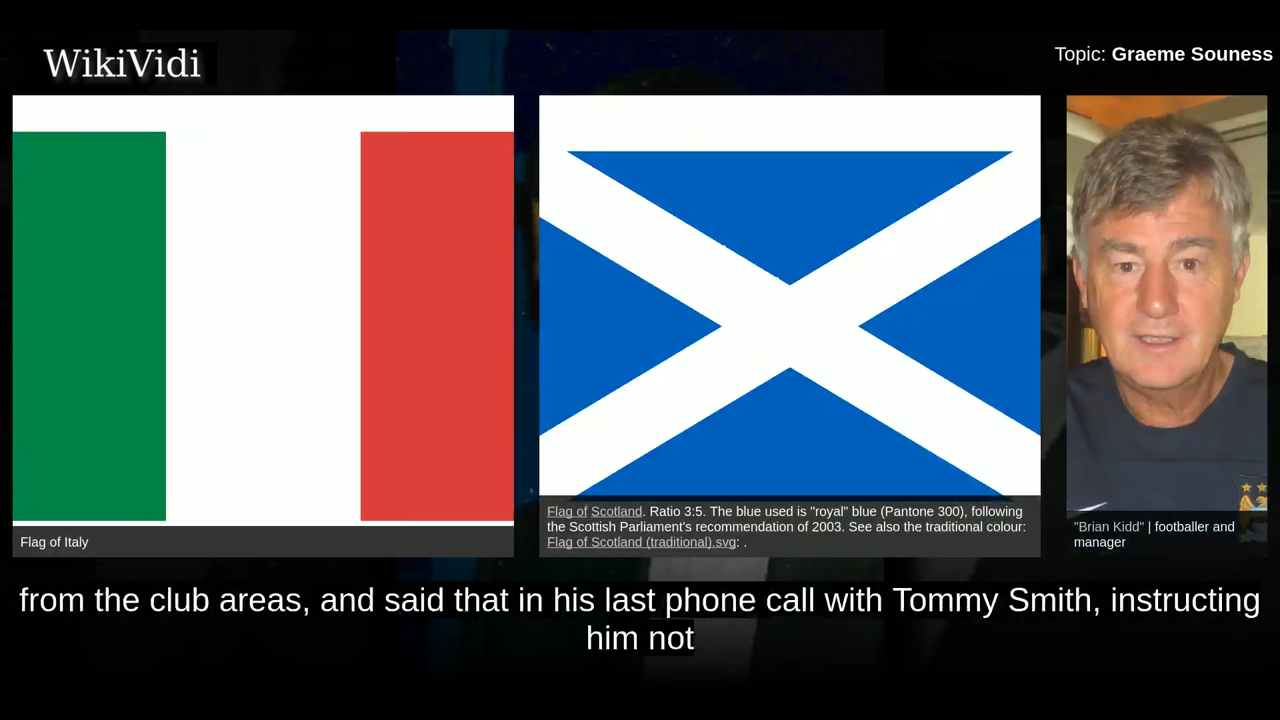 WikiVidi
Topic: Graeme Souness
Flag of Italy
Flag of Scotland. Ratio 3:5. The blue used is "royal" blue (Pantone 300), following
the Scottish Parliament's recommendation of 2003. See also the traditional colour:
Flag of Scotland (traditional).svg: .
"Brian Kidd" | footballer and
manager
from the club areas, and said that in his last phone call with Tommy Smith, instructing
him not